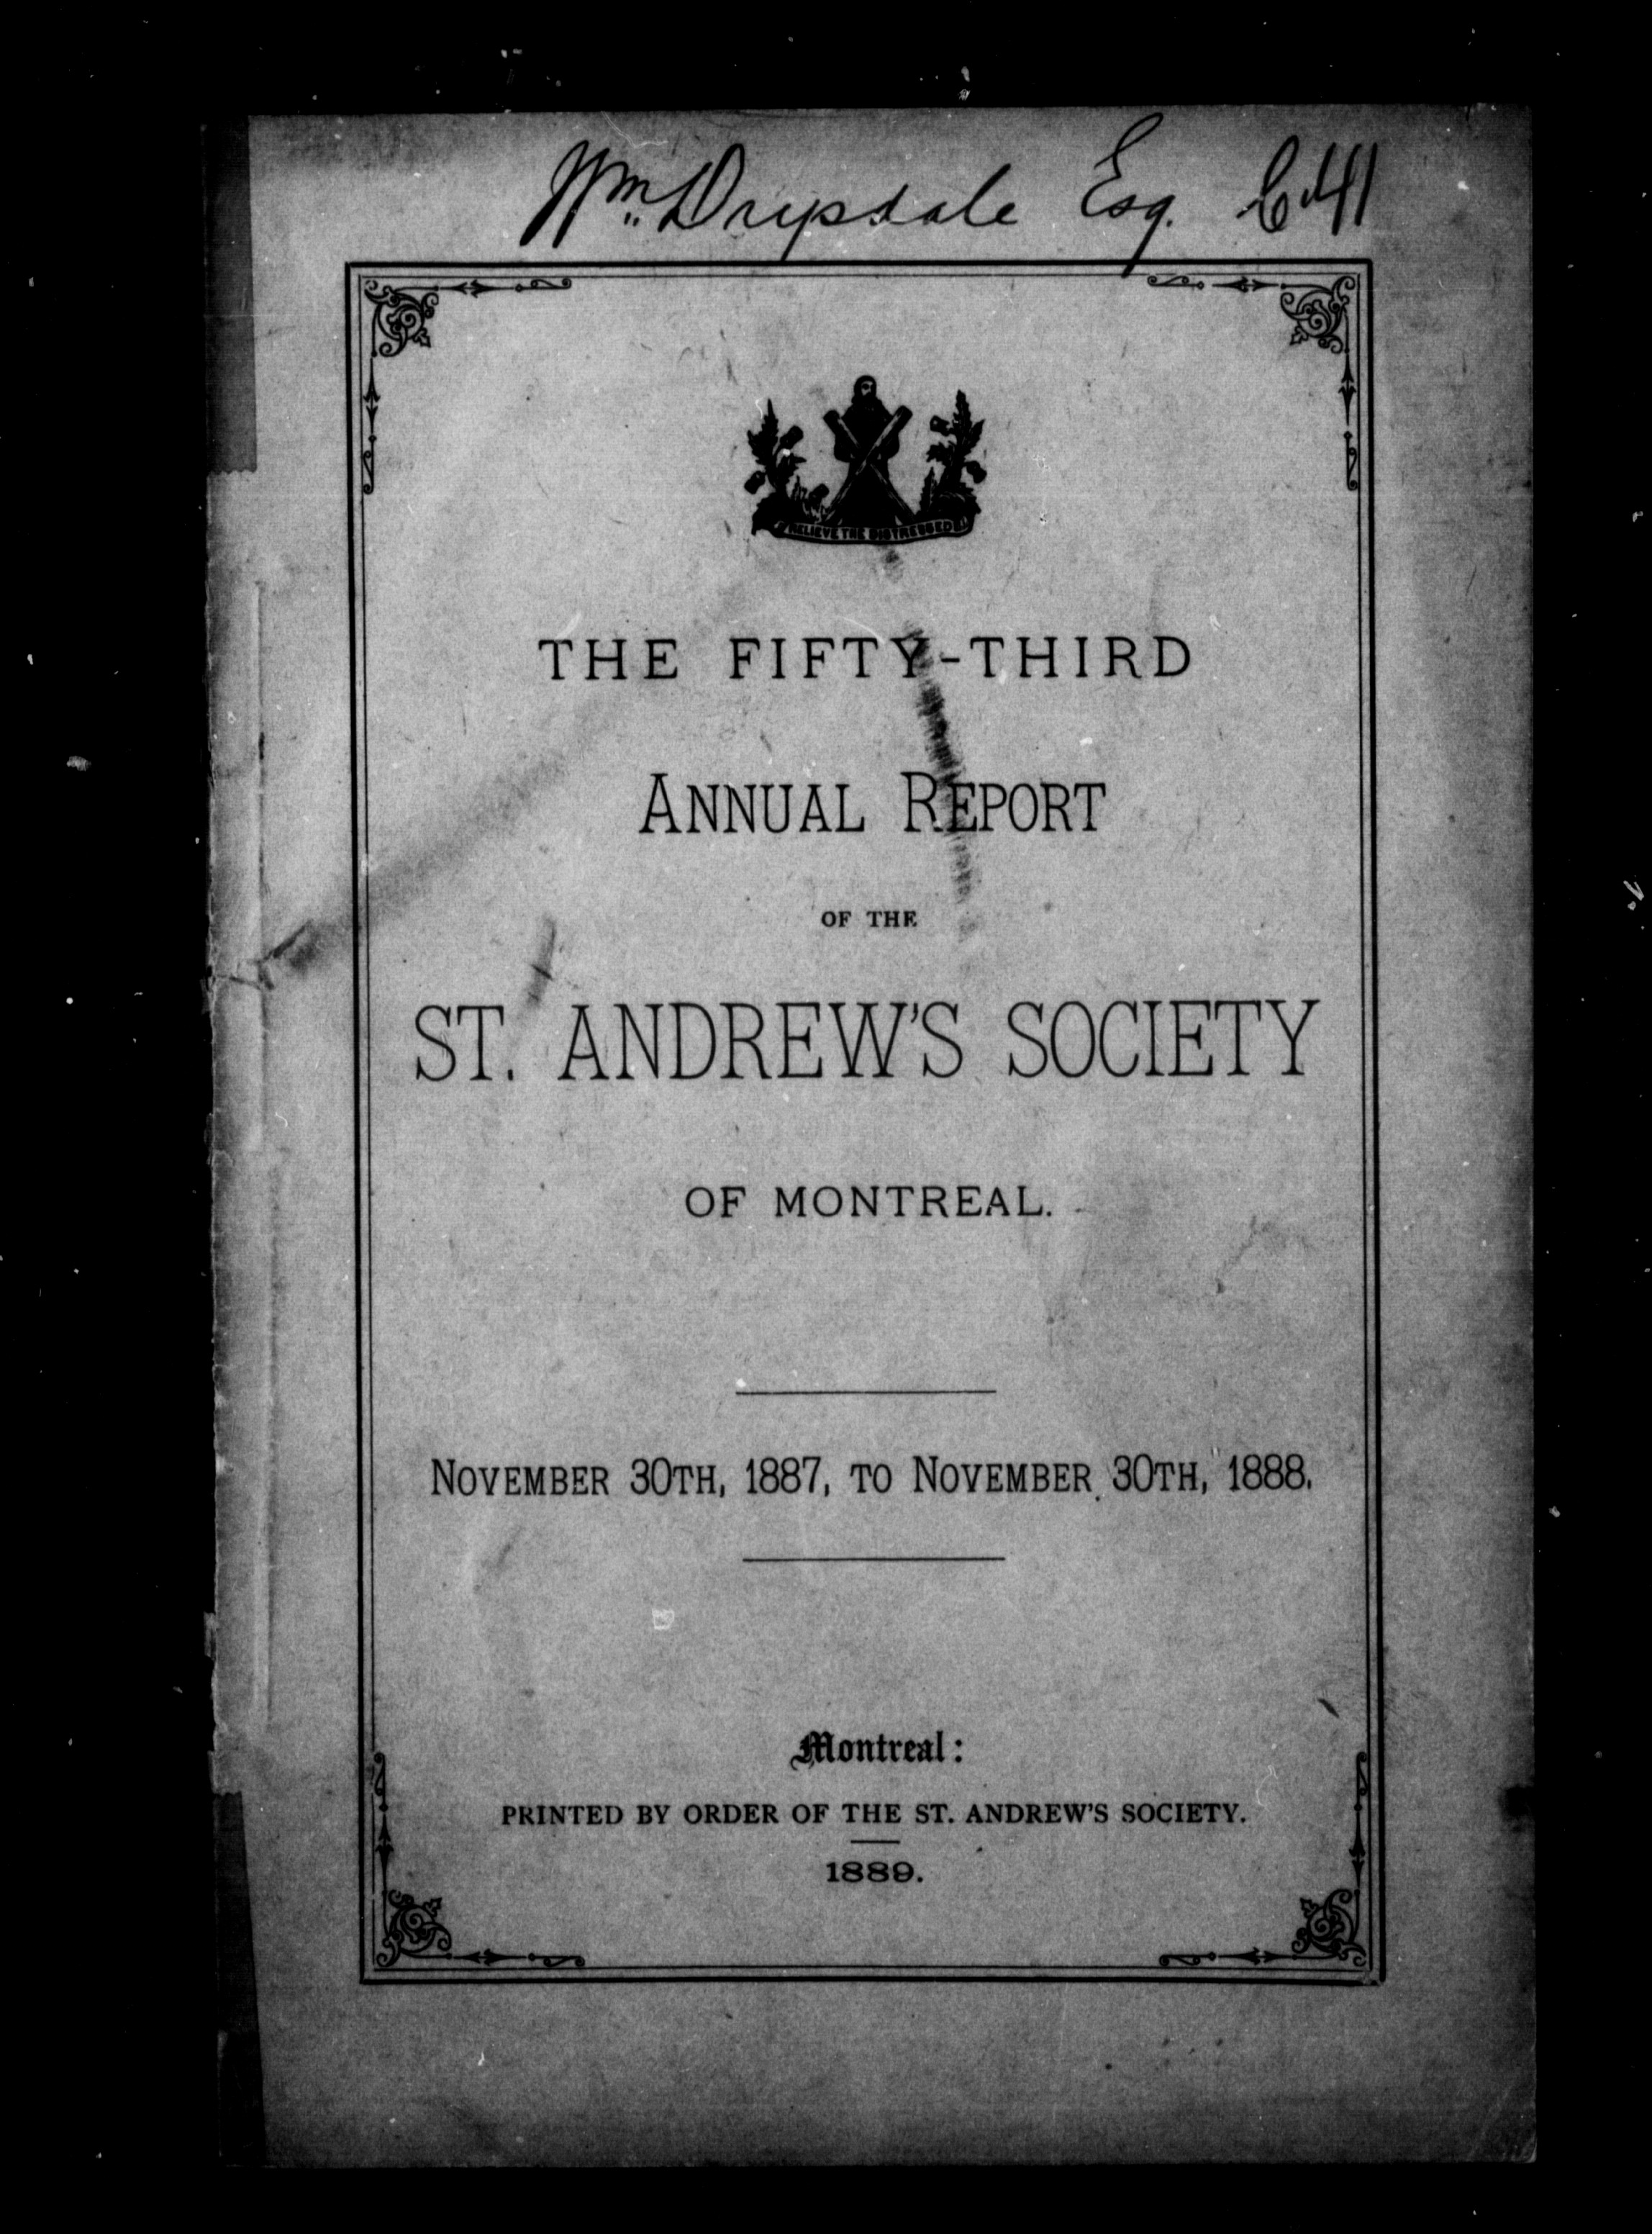 Wm. Drysdale Esq.
RELIEVE THE DISTRESSED
THE FIFTY-THIRD
ANNUAL REPORT
OF THE
ST. ANDREW'S SOCIETY
OF MONTREAL.
NOVEMBER 30TH, 1887, TO NOVEMBER 30TH, 1888.
Montreal:
PRINTED BY ORDER OF THE ST. ANDREW'S SOCIETY.
1889.